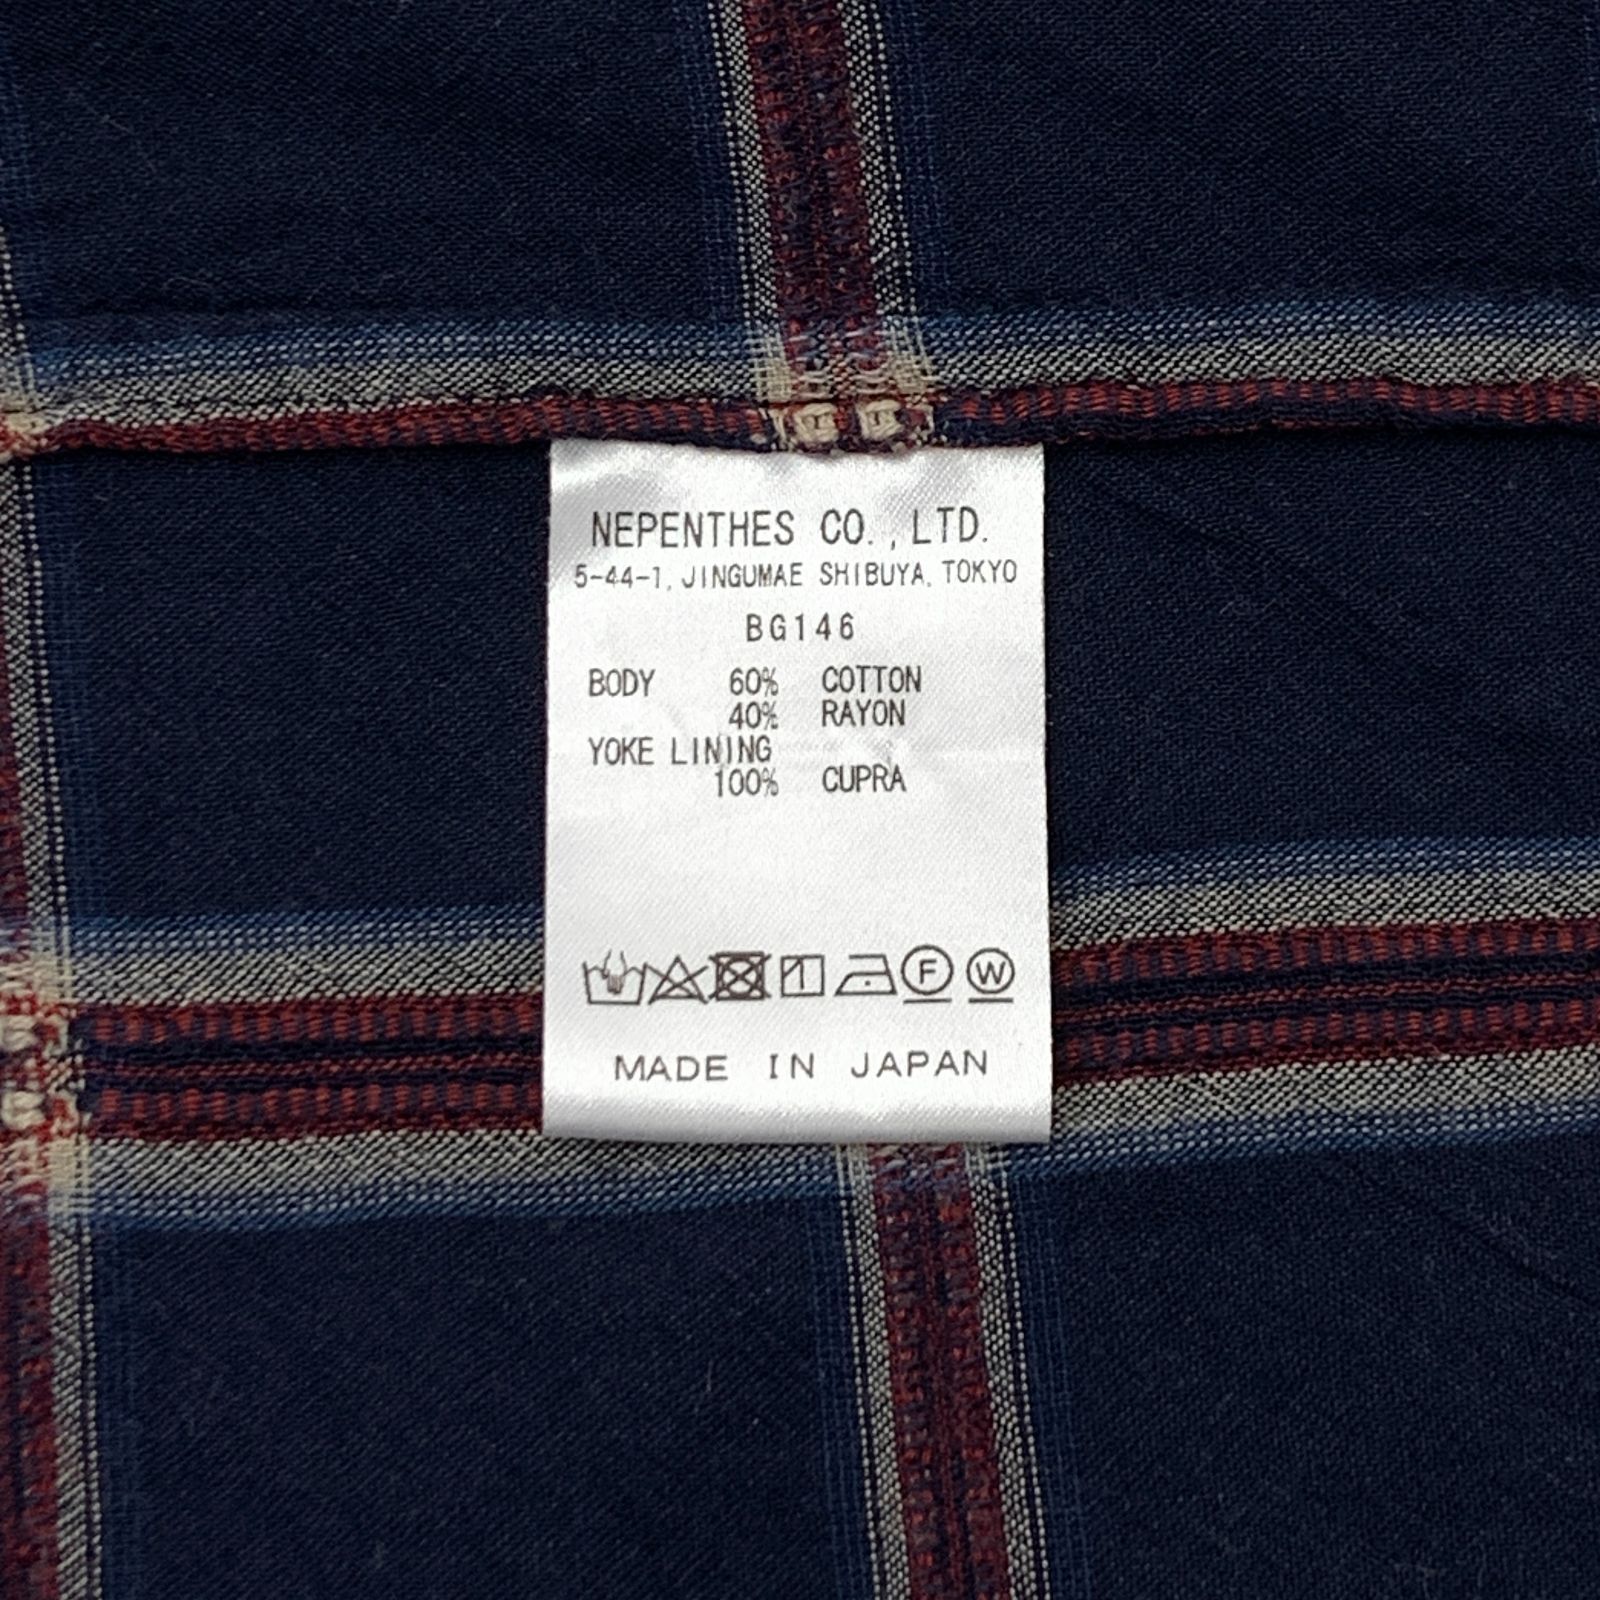 NEPENTHES CO., LTD.
5-44-1, JINGUMAE SHIBUYA, TOKYO
BG146
BODY 60% COTTON
40% RAYON
YOKE LINING
100% CUPRA
F W
MADE IN JAPAN